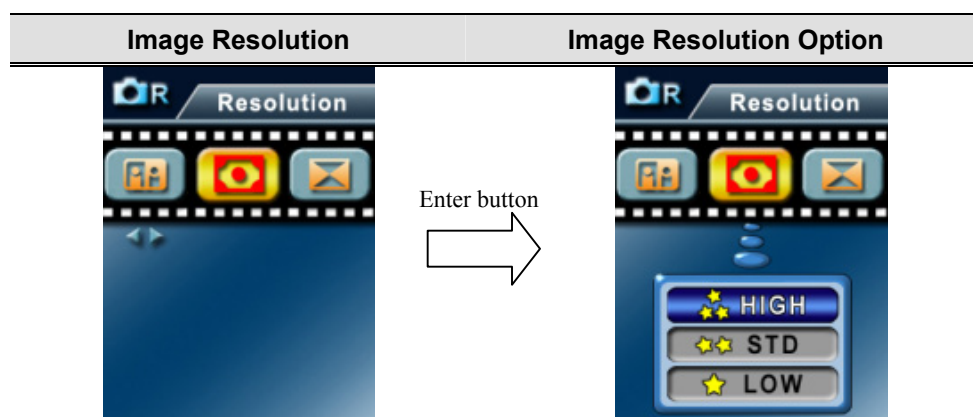 Image Resolution Image Resolution Option
R Resolution
Enter button
R Resolution
HIGH
STD
LOW